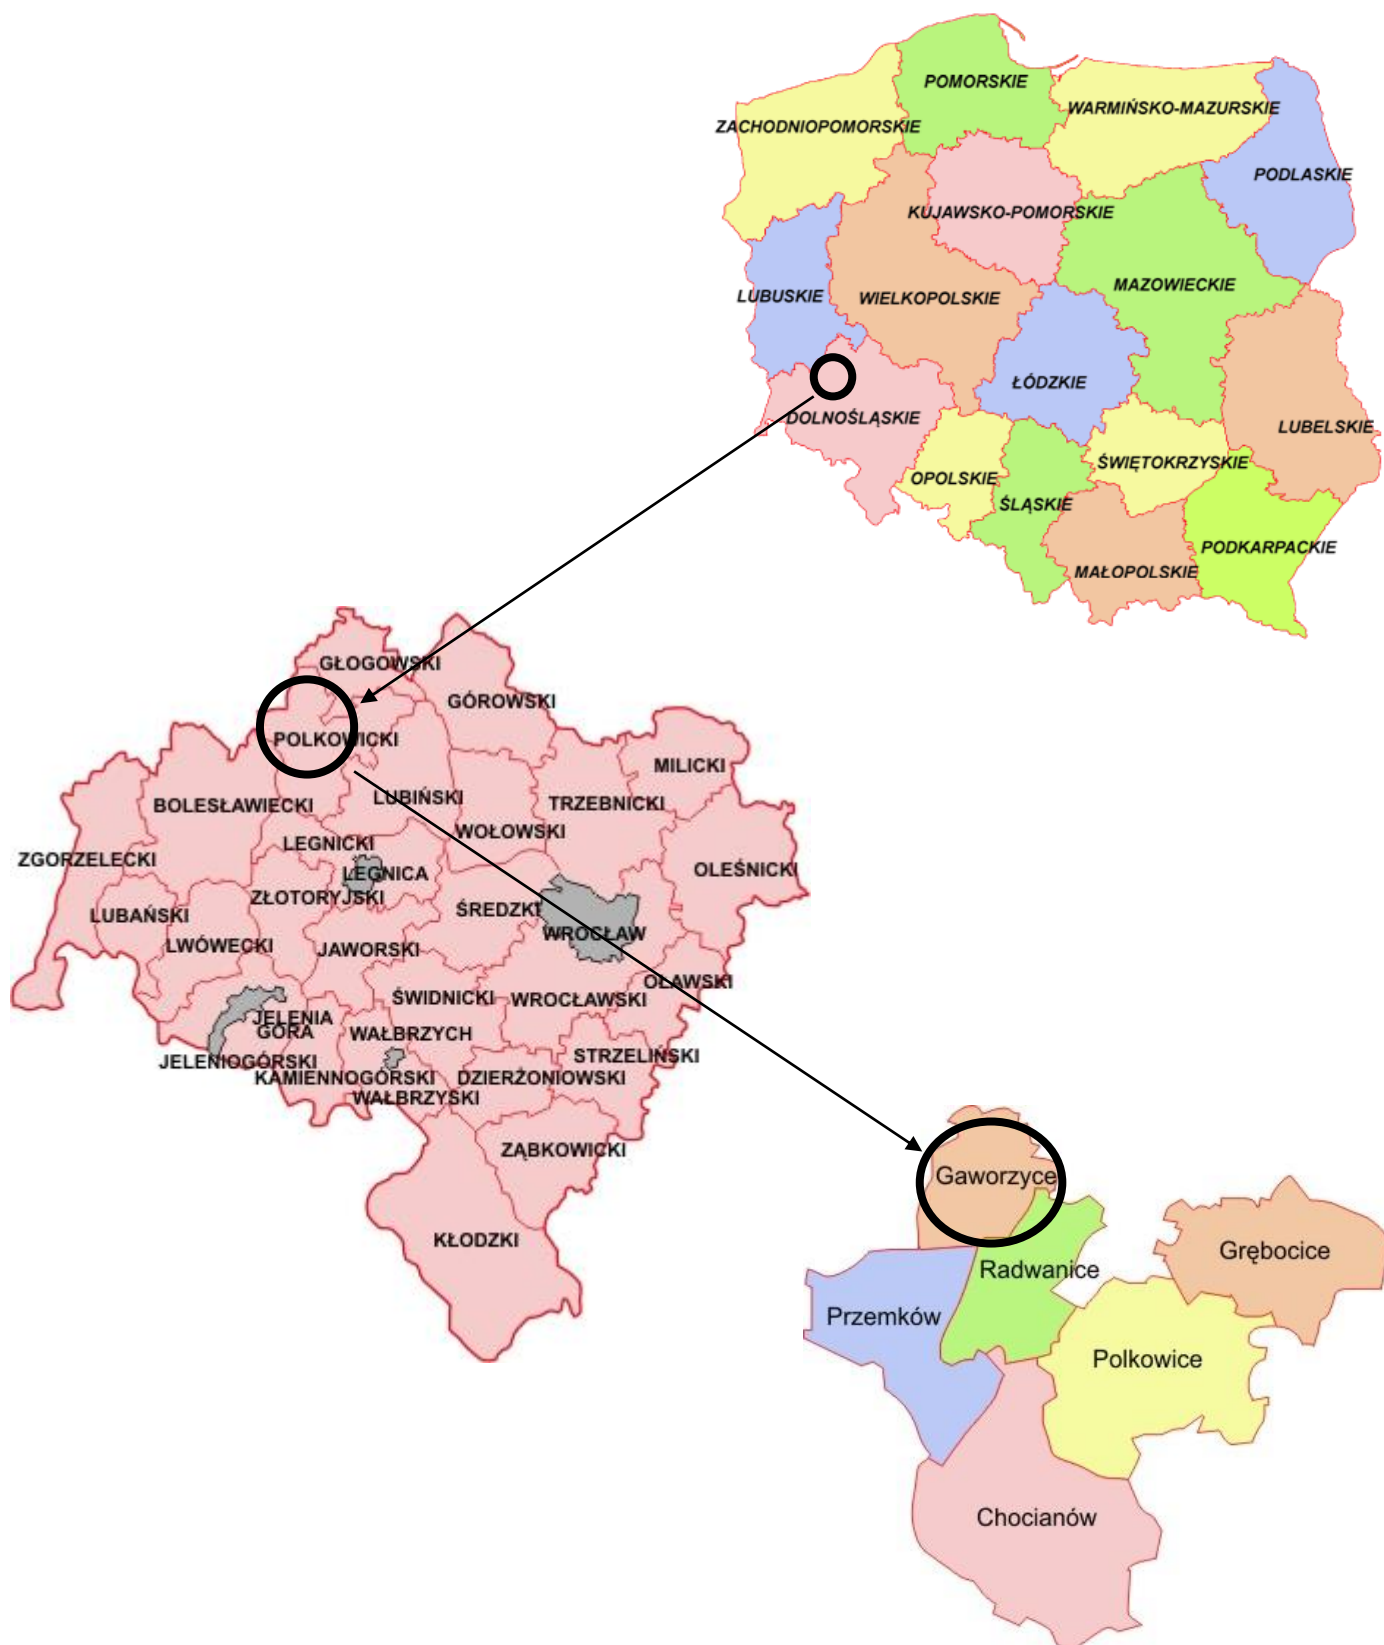 POMORSKIE
WARMIŃSKO-MAZURSKIE
ZACHODNIOPOMORSKIE
PODLASKIE
KUJAWSKO-POMORSKIE
MAZOWIECKIE
LUBUSKIE
WIELKOPOLSKIE
ŁÓDZKIE
DOLNOŚLĄSKIE
LUBELSKIE
ŚWIĘTOKRZYSKIE
OPOLSKIE
ŚLĄSKIE
PODKARPACKIE
MAŁOPOLSKIE
GŁOGOWSKI
GÓROWSKI
POLKOWICKI
MILICKI
LUBIŃSKI
BOLESŁAWIECKI
TRZEBNICKI
WOŁOWSKI
LEGNICKI
ZGORZELECKI
LEGNICA
OLEŚNICKI
ZŁOTORYJSKI
ŚREDZKI
LUBAŃSKI
WROCŁAW
LWÓWECKI
JAWORSKI
OŁAWSKI
ŚWIDNICKI
WROCŁAWSKI
JELENIA
GÓRA
WAŁBRZYCH
STRZELIŃSKI
JELENIOGÓRSKI
KAMIENNOGÓRSKI
DZIERŻONIOWSKI
WAŁBRZYSKI
ZĄBKOWICKI
KŁODZKI
Gaworzyce
Grębocice
Radwanice
Przemków
Polkowice
Chocianów